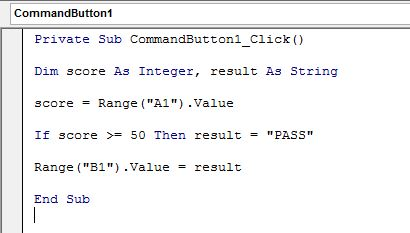 CommandButton1
Private Sub CommandButton1_Click()
Dim score As Integer, result As String
score = Range("A1").Value
If score >= 50 Then result = "PASS"
Range("B1").Value = result
End Sub